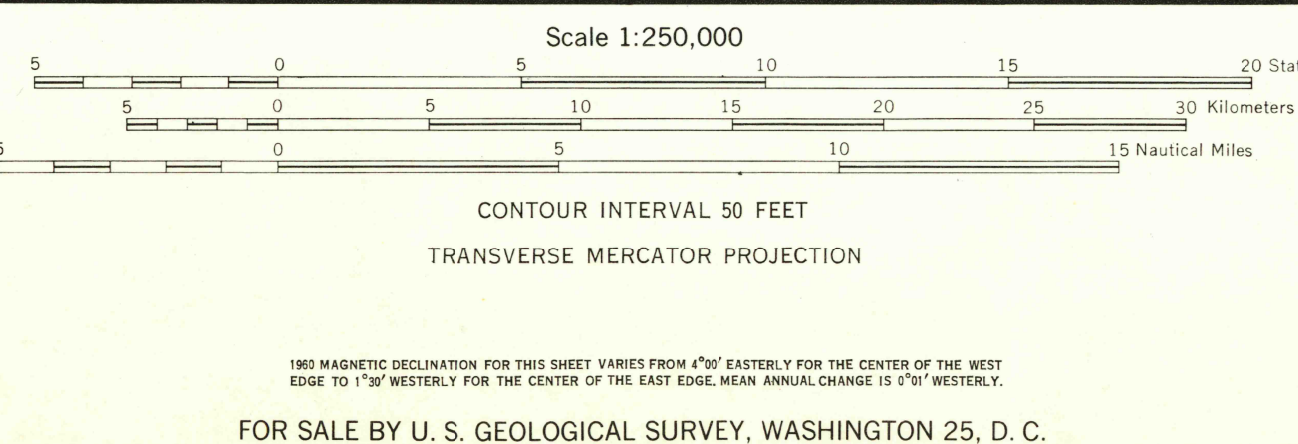 Scale 1:250,000
5 0 5 10 15 20
5 0 5 10 15 20 25 30 Kilometers
0 5 10 15 Nautical Miles
CONTOUR INTERVAL 50 FEET
TRANSVERSE MERCATOR PROJECTION
1960 MAGNETIC DECLINATION FOR THIS SHEET VARIES FROM 4°00' EASTERLY FOR THE CENTER OF THE WEST
EDGE TO 1°30' WESTERLY FOR THE CENTER OF THE EAST EDGE. MEAN ANNUAL CHANGE IS 0°01' WESTERLY.
FOR SALE BY U. S. GEOLOGICAL SURVEY, WASHINGTON 25, D. C.